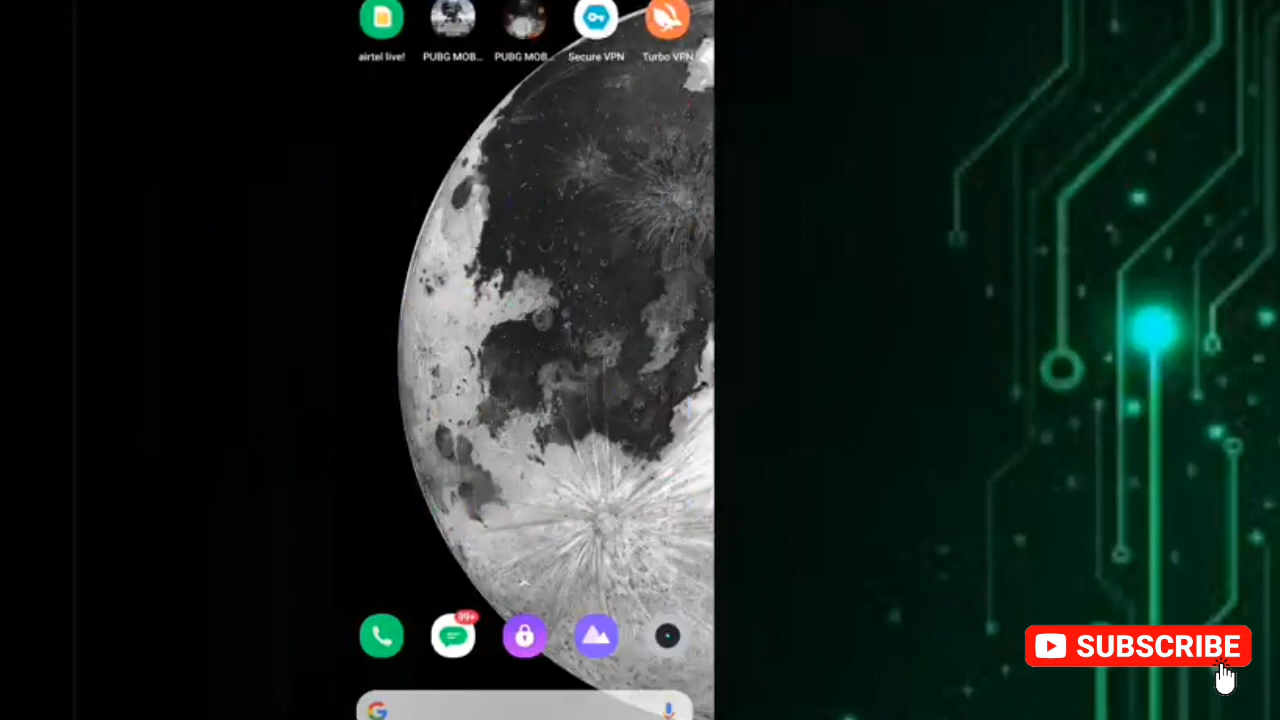 airtel live! PUBG MOB... PUBG MOB... Secure VPN Turbo VPN
99+
SUBSCRIBE